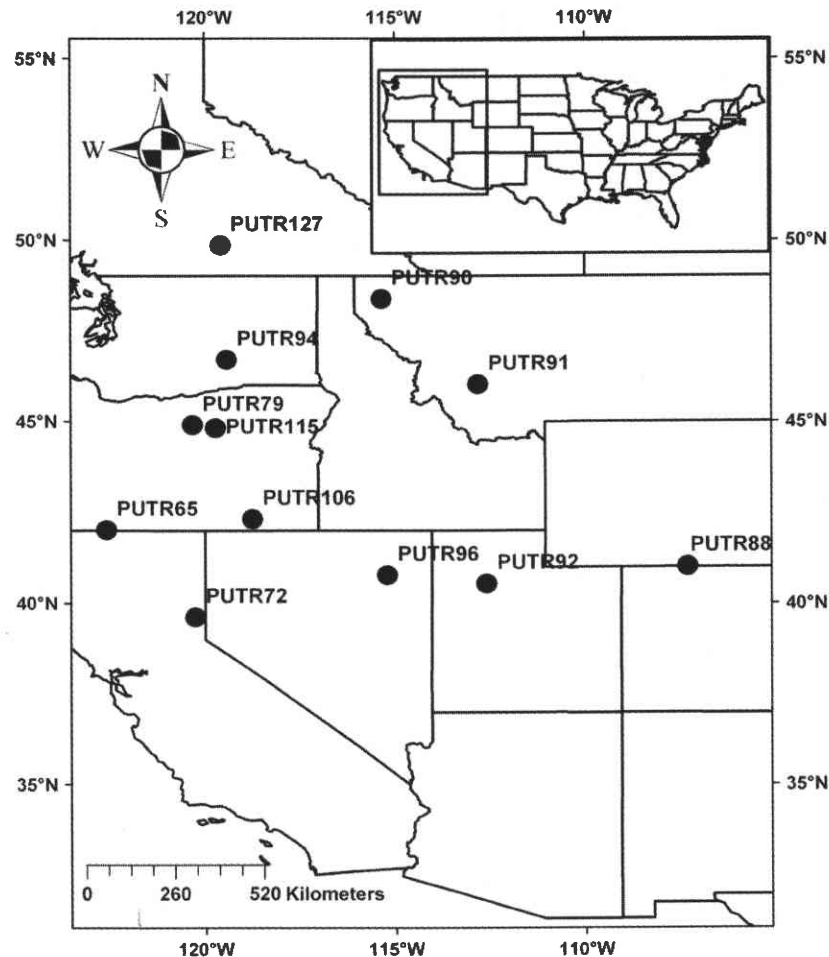 120°W 115°W 110°W
55°N 55°N
N
W E
S
PUTR127
50°N 50°N
PUTR90
PUTR94
PUTR91
45°N PUTR79 45°N
PUTR115
PUTR65 PUTR106
PUTR96 PUTR92 PUTR88
40°N PUTR72 40°N
35°N 35°N
0 260 520 Kilometers
120°W 115°W 110°W